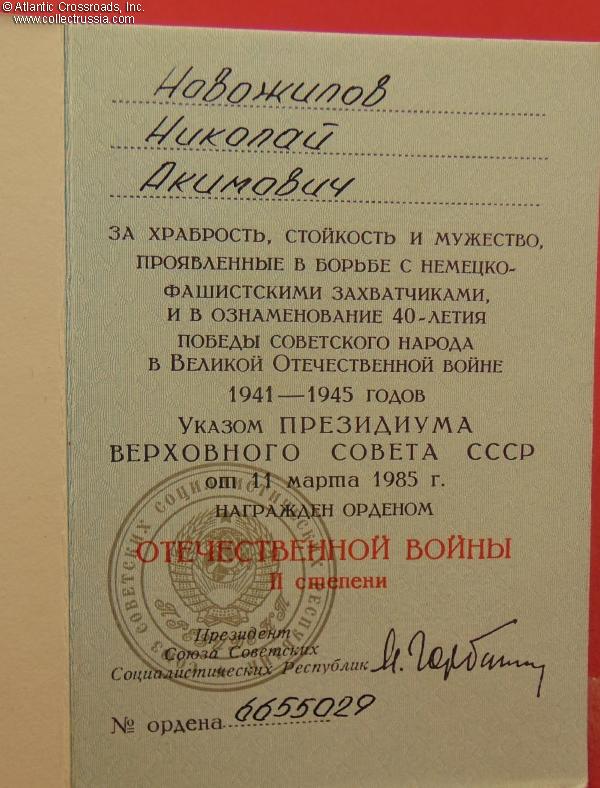 © Atlantic Crossroads, Inc.
www.collectrussia.com
Новожилов
Николай
Акимович
ЗА ХРАБРОСТЬ, СТОЙКОСТЬ И МУЖЕСТВО,
ПРОЯВЛЕННЫЕ В БОРЬБЕ С НЕМЕЦКО-
ФАШИСТСКИМИ ЗАХВАТЧИКАМИ,
И В ОЗНАМЕНОВАНИЕ 40-ЛЕТИЯ
ПОБЕДЫ СОВЕТСКОГО НАРОДА
В ВЕЛИКОЙ ОТЕЧЕСТВЕННОЙ ВОЙНЕ
1941—1945 ГОДОВ
УКАЗОМ ПРЕЗИДИУМА
ВЕРХОВНОГО СОВЕТА СССР
от 11 марта 1985 г.
НАГРАЖДЕН ОРДЕНОМ
ОТЕЧЕСТВЕННОЙ ВОЙНЫ
II степени
Президент
Союза Советских
Социалистических Республик
№ ордена 6655029